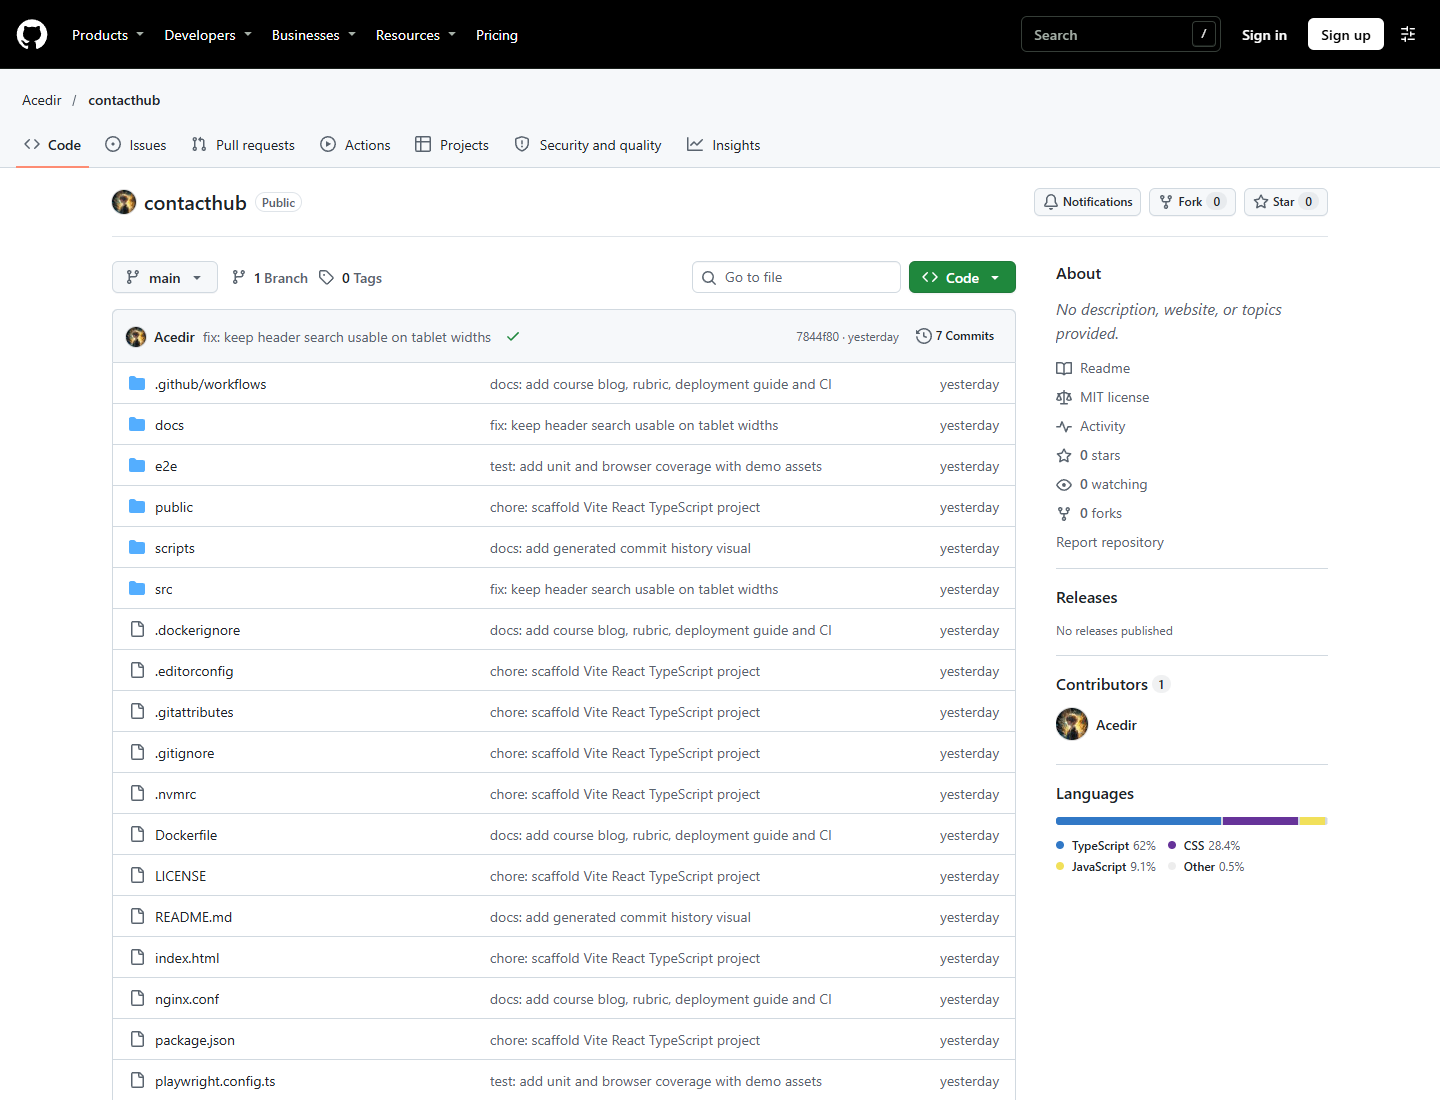 Products Developers Businesses Resources Pricing Search / Sign in Sign up
Acedir / contacthub
Code Issues Pull requests Actions Projects Security and quality Insights
contacthub Public Notifications Fork 0 Star 0
main 1 Branch 0 Tags Go to file Code
Acedir fix: keep header search usable on tablet widths 7844f80 · yesterday 7 Commits
.github/workflows docs: add course blog, rubric, deployment guide and CI yesterday
docs fix: keep header search usable on tablet widths yesterday
e2e test: add unit and browser coverage with demo assets yesterday
public chore: scaffold Vite React TypeScript project yesterday
scripts docs: add generated commit history visual yesterday
src fix: keep header search usable on tablet widths yesterday
.dockerignore docs: add course blog, rubric, deployment guide and CI yesterday
.editorconfig chore: scaffold Vite React TypeScript project yesterday
.gitattributes chore: scaffold Vite React TypeScript project yesterday
.gitignore chore: scaffold Vite React TypeScript project yesterday
.nvmrc chore: scaffold Vite React TypeScript project yesterday
Dockerfile docs: add course blog, rubric, deployment guide and CI yesterday
LICENSE chore: scaffold Vite React TypeScript project yesterday
README.md docs: add generated commit history visual yesterday
index.html chore: scaffold Vite React TypeScript project yesterday
nginx.conf docs: add course blog, rubric, deployment guide and CI yesterday
package.json chore: scaffold Vite React TypeScript project yesterday
playwright.config.ts test: add unit and browser coverage with demo assets yesterday
About
No description, website, or topics
provided.
Readme
MIT license
Activity
0 stars
0 watching
0 forks
Report repository
Releases
No releases published
Contributors 1
Acedir
Languages
TypeScript 62% CSS 28.4%
JavaScript 9.1% Other 0.5%